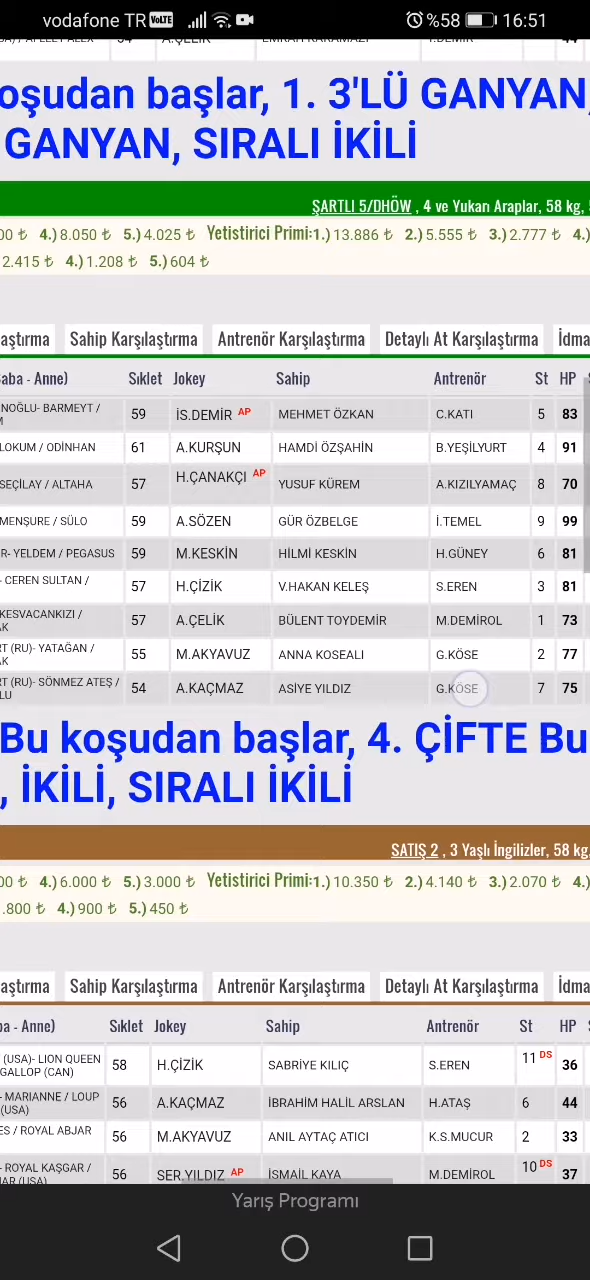 vodafone TR VoLTE %58 16:51
54 A.ÇELİK
oşudan başlar, 1. 3'LÜ GANYAN,
GANYAN, SIRALI İKİLİ
ŞARTLI 5/DHÖW , 4 ve Yukarı Araplar, 58 kg,
00 ₺ 4.) 8.050 ₺ 5.) 4.025 ₺ Yetistirici Primi:1.) 13.886 ₺ 2.) 5.555 ₺ 3.) 2.777 ₺ 4.)
2.415 ₺ 4.) 1.208 ₺ 5.) 604 ₺
aştırma Sahip Karşılaştırma Antrenör Karşılaştırma Detaylı At Karşılaştırma İdma
Baba - Anne) Sıklet Jokey Sahip Antrenör St HP
NOĞLU- BARMEYT / 59 İS.DEMİR AP MEHMET ÖZKAN C.KATI 5 83
LOKUM / ODİNHAN 61 A.KURŞUN HAMDİ ÖZŞAHİN B.YEŞİLYURT 4 91
SEÇİLAY / ALTAHA 57 H.ÇANAKÇI AP YUSUF KÜREM A.KIZILYAMAÇ 8 70
MENŞURE / SÜLO 59 A.SÖZEN GÜR ÖZBELGE İ.TEMEL 9 99
R- YELDEM / PEGASUS 59 M.KESKİN HİLMİ KESKİN H.GÜNEY 6 81
- CEREN SULTAN / 57 H.ÇİZİK V.HAKAN KELEŞ S.EREN 3 81
KESVACANKIZI / 57 A.ÇELİK BÜLENT TOYDEMİR M.DEMİROL 1 73
AK
RT (RU)- YATAĞAN / 55 M.AKYAVUZ ANNA KOSEALI G.KÖSE 2 77
AK
RT (RU)- SÖNMEZ ATEŞ / 54 A.KAÇMAZ ASİYE YILDIZ G.KÖSE 7 75
LU
Bu koşudan başlar, 4. ÇİFTE Bu
, İKİLİ, SIRALI İKİLİ
SATIŞ 2 , 3 Yaşlı İngilizler, 58 kg,
00 ₺ 4.) 6.000 ₺ 5.) 3.000 ₺ Yetistirici Primi:1.) 10.350 ₺ 2.) 4.140 ₺ 3.) 2.070 ₺ 4.)
.800 ₺ 4.) 900 ₺ 5.) 450 ₺
aştırma Sahip Karşılaştırma Antrenör Karşılaştırma Detaylı At Karşılaştırma İdma
ba - Anne) Sıklet Jokey Sahip Antrenör St HP
(USA)- LION QUEEN 58 H.ÇİZİK SABRİYE KILIÇ S.EREN 11 DS 36
GALLOP (CAN)
- MARIANNE / LOUP 56 A.KAÇMAZ İBRAHİM HALİL ARSLAN H.ATAŞ 6 44
(USA)
ES / ROYAL ABJAR 56 M.AKYAVUZ ANIL AYTAÇ ATICI K.S.MUCUR 2 33
- ROYAL KAŞGAR / 56 SER.YILDIZ AP İSMAİL KAYA M.DEMİROL 10 DS 37
Yarış Programı